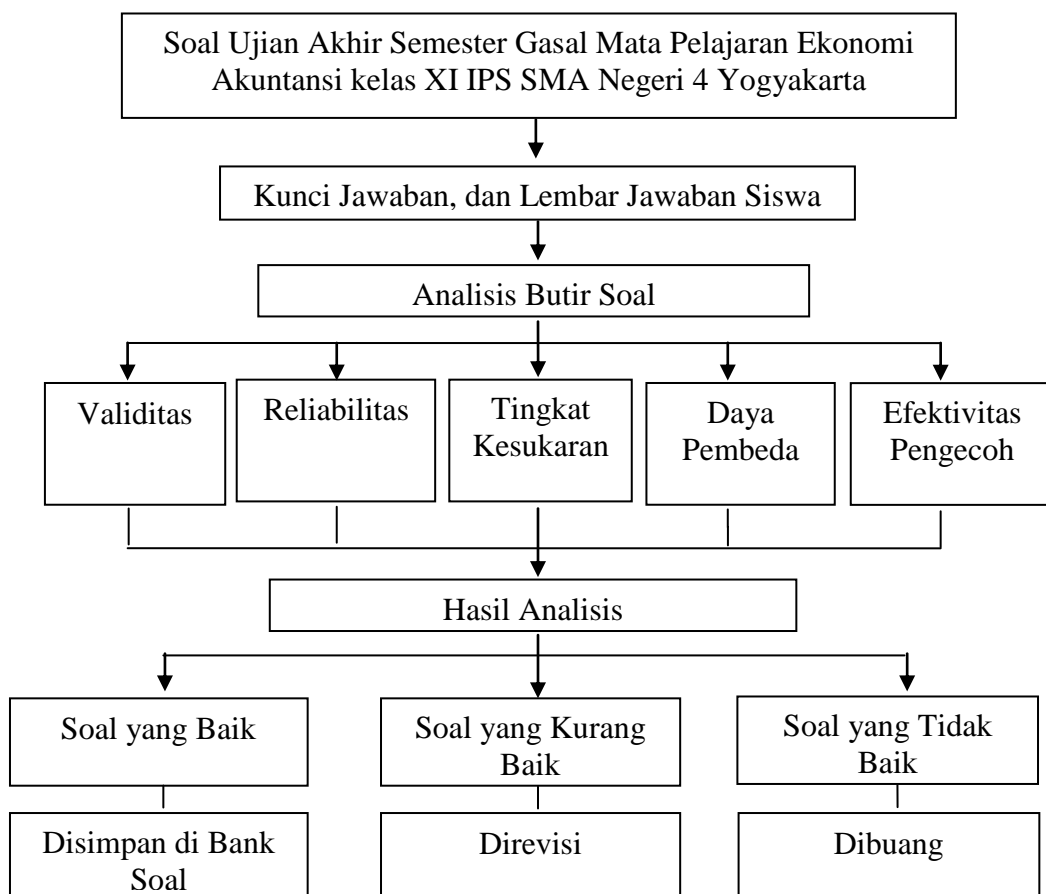 Soal Ujian Akhir Semester Gasal Mata Pelajaran Ekonomi
Akuntansi kelas XI IPS SMA Negeri 4 Yogyakarta
Kunci Jawaban, dan Lembar Jawaban Siswa
Analisis Butir Soal
Validitas
Reliabilitas
Tingkat
Kesukaran
Daya
Pembeda
Efektivitas
Pengecoh
Hasil Analisis
Soal yang Baik
Soal yang Kurang
Baik
Soal yang Tidak
Baik
Disimpan di Bank
Soal
Direvisi
Dibuang